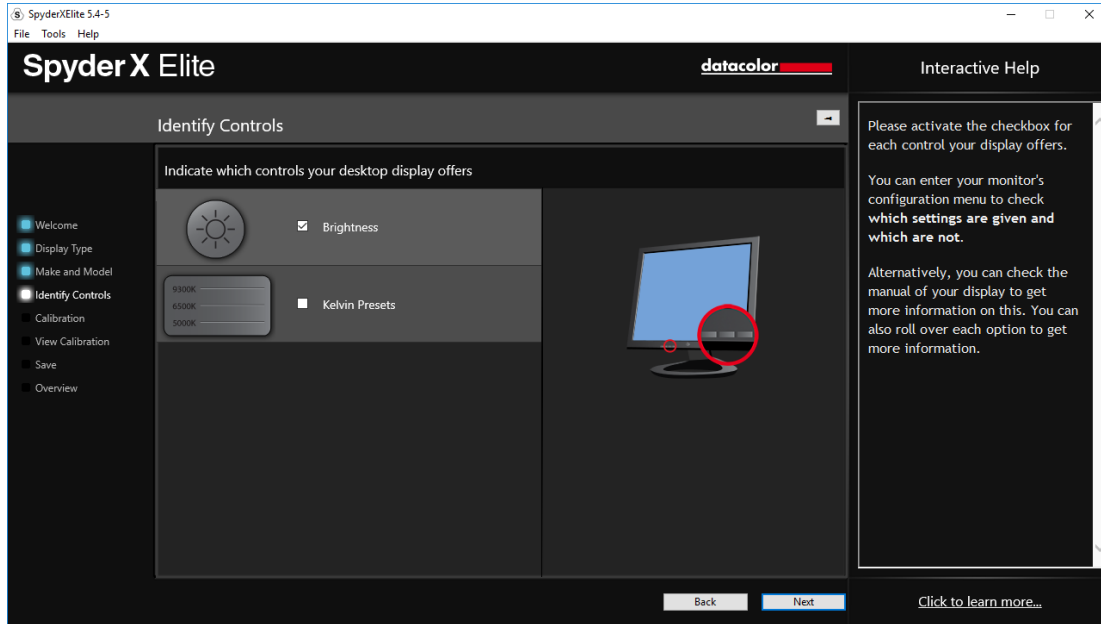 SpyderXElite 5.4-5
File Tools Help
Spyder X Elite
datacolor
Interactive Help
Identify Controls
Indicate which controls your desktop display offers
Brightness
9300K
6500K
5000K
Kelvin Presets
Welcome
Display Type
Make and Model
Identify Controls
Calibration
View Calibration
Save
Overview
Please activate the checkbox for
each control your display offers.
You can enter your monitor's
configuration menu to check
which settings are given and
which are not.
Alternatively, you can check the
manual of your display to get
more information on this. You can
also roll over each option to get
more information.
Back
Next
Click to learn more...